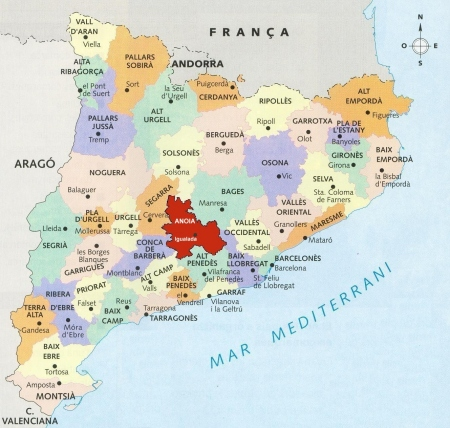 VALL
D'ARAN
Viella
FRANÇA
N
O
E
S
PALLARS
SOBIRÀ
ANDORRA
ALTA
RIBAGORÇA
el Pont
de Suert
Sort
la Seu
d'Urgell
Puigcerdà
CERDANYA
ALT
EMPORDÀ
Figueres
PALLARS
JUSSÀ
Tremp
ALT
URGELL
RIPOLLÈS
Ripoll
GARROTXA
Olot
PLA DE
L'ESTANY
Banyoles
BERGUEDÀ
Berga
ARAGÓ
SOLSONÈS
Solsona
OSONA
Vic
GIRONÈS
Girona
BAIX
EMPORDÀ
la Bisbal
d'Empordà
NOGUERA
Balaguer
SELVA
Sta. Coloma
de Farners
SEGARRA
Cervera
BAGES
Manresa
VALLÈS
ORIENTAL
Granollers
MARESME
Mataró
ANOIA
Igualada
PLA
D'URGELL
Mollerussa
URGELL
Tàrrega
Lleida
SEGRIÀ
VALLÈS
OCCIDENTAL
Sabadell
les Borges
Blanques
GARRIGUES
CONCA
DE
BARBERÀ
Montblanc
ALT
PENEDÈS
Vilafranca
del Penedès
BAIX
LLOBREGAT
St. Feliu
de Llobregat
BARCELONÈS
Barcelona
ALT CAMP
Valls
BAIX
PENEDÈS
el
Vendrell
GARRAF
Vilanova
i la Geltrú
RIBERA
D'EBRE
Móra
d'Ebre
PRIORAT
Falset
Reus
BAIX
CAMP
Tarragona
TARRAGONÈS
TERRA
ALTA
Gandesa
MAR MEDITERRANI
BAIX
EBRE
Tortosa
Amposta
MONTSIÀ
C.
VALENCIANA